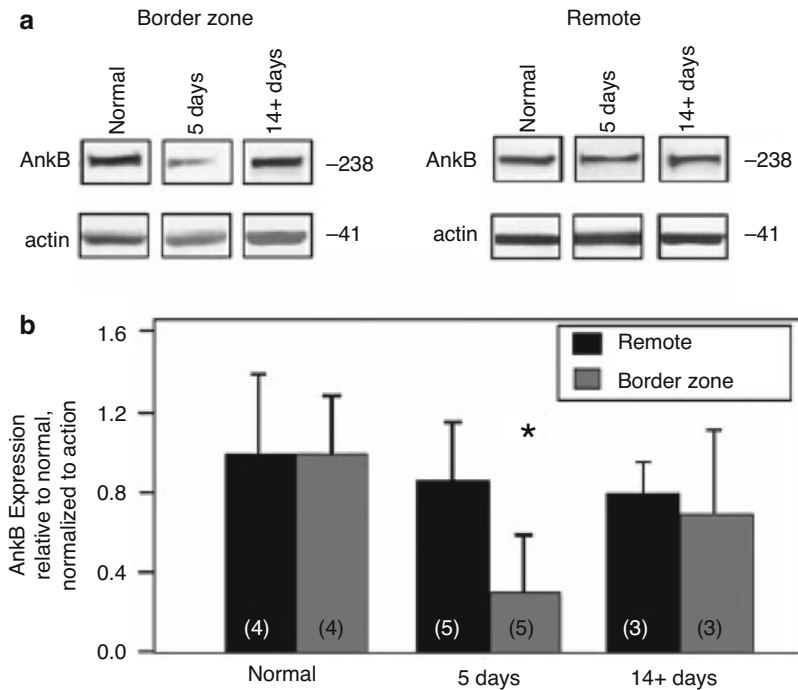 a
Border zone
Remote
Normal
5 days
14+ days
Normal
5 days
14+ days
AnkB
–238
AnkB
–238
actin
–41
actin
–41
b
1.6
1.2
0.8
0.4
0.0
AnkB Expression
relative to normal,
normalized to action
Remote
Border zone
*
(4)
(4)
(5)
(5)
(3)
(3)
Normal
5 days
14+ days